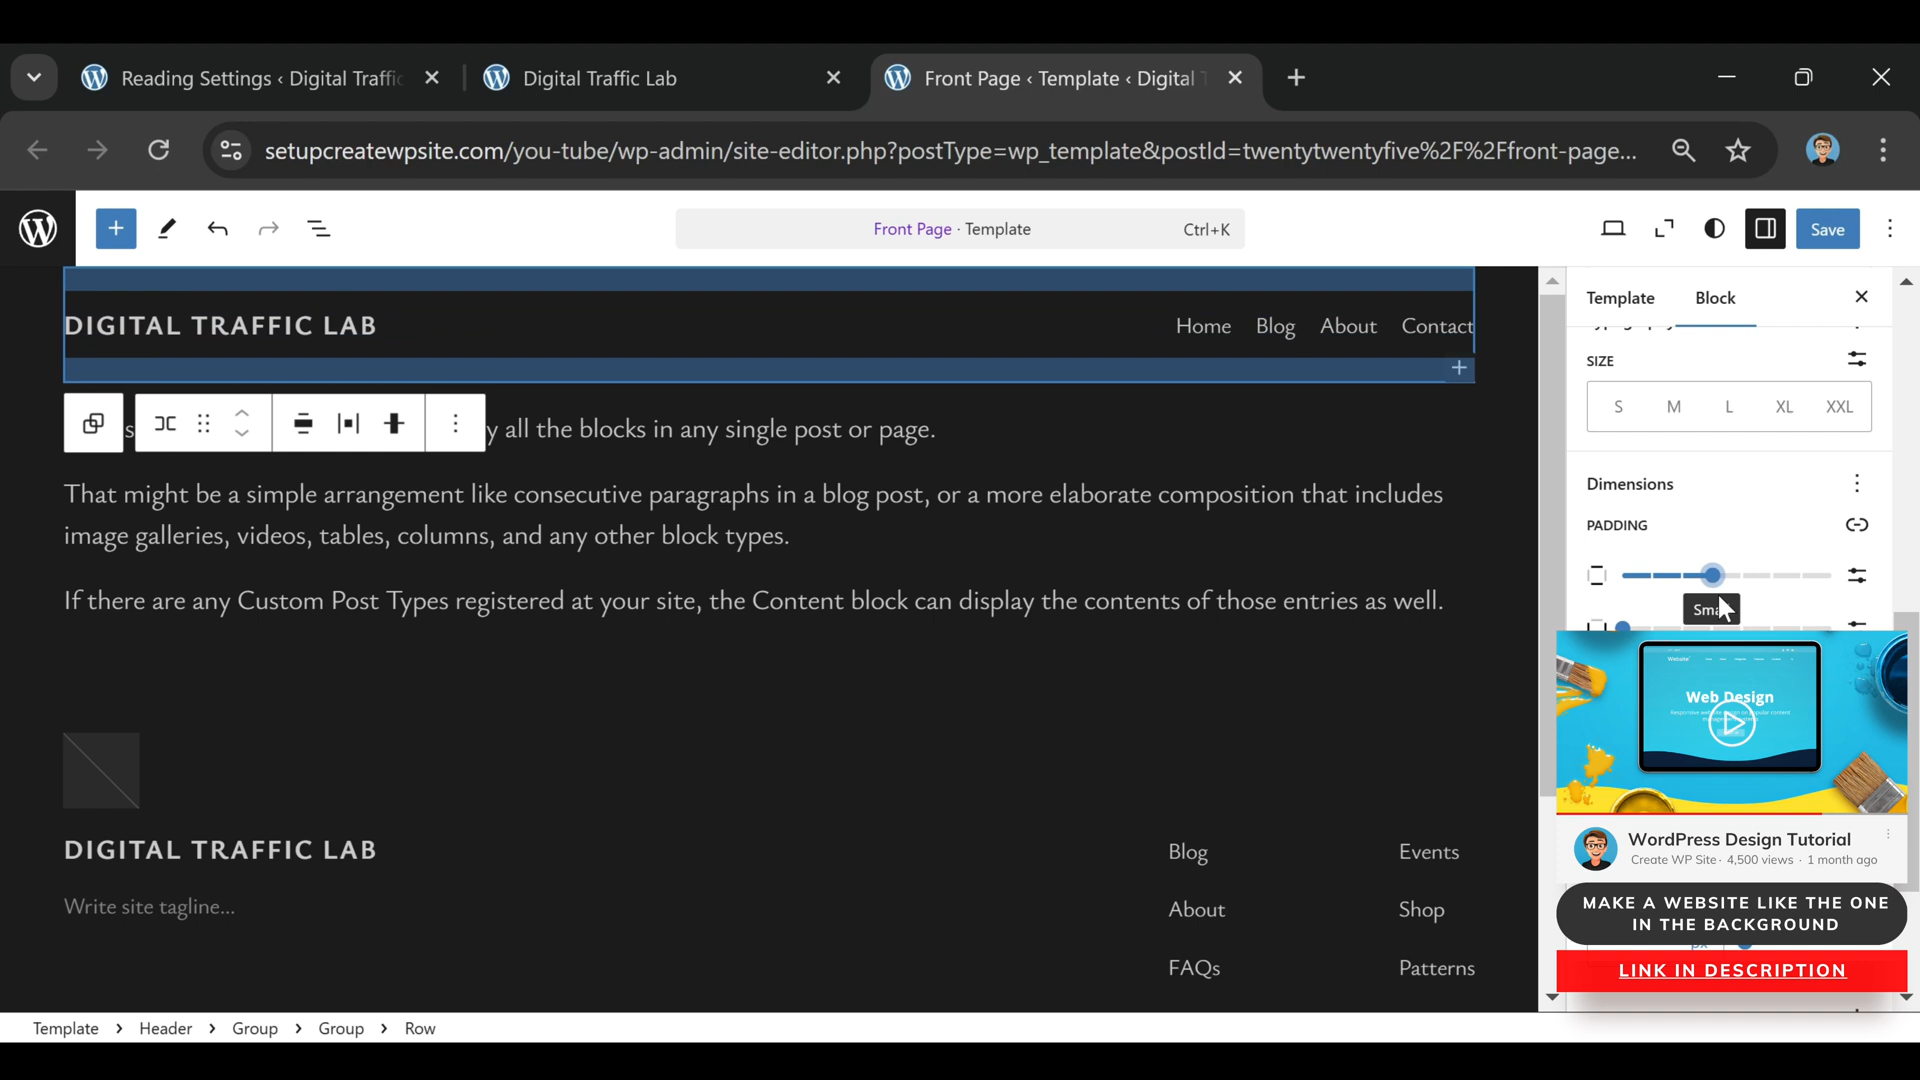 Reading Settings ‹ Digital Traffic
Digital Traffic Lab
Front Page ‹ Template ‹ Digital
setupcreatewpsite.com/you-tube/wp-admin/site-editor.php?postType=wp_template&postId=twentytwentyfive%2F%2Ffront-page...
Front Page · Template
Ctrl+K
Save
DIGITAL TRAFFIC LAB
Home Blog About Contact
Template Block
SIZE
S M L XL XXL
y all the blocks in any single post or page.
Dimensions
PADDING
That might be a simple arrangement like consecutive paragraphs in a blog post, or a more elaborate composition that includes
image galleries, videos, tables, columns, and any other block types.
If there are any Custom Post Types registered at your site, the Content block can display the contents of those entries as well.
Website
Web Design
DIGITAL TRAFFIC LAB
Write site tagline...
Blog Events
About Shop
FAQs Patterns
WordPress Design Tutorial
Create WP Site · 4,500 views · 1 month ago
MAKE A WEBSITE LIKE THE ONE
IN THE BACKGROUND
px
LINK IN DESCRIPTION
Template > Header > Group > Group > Row